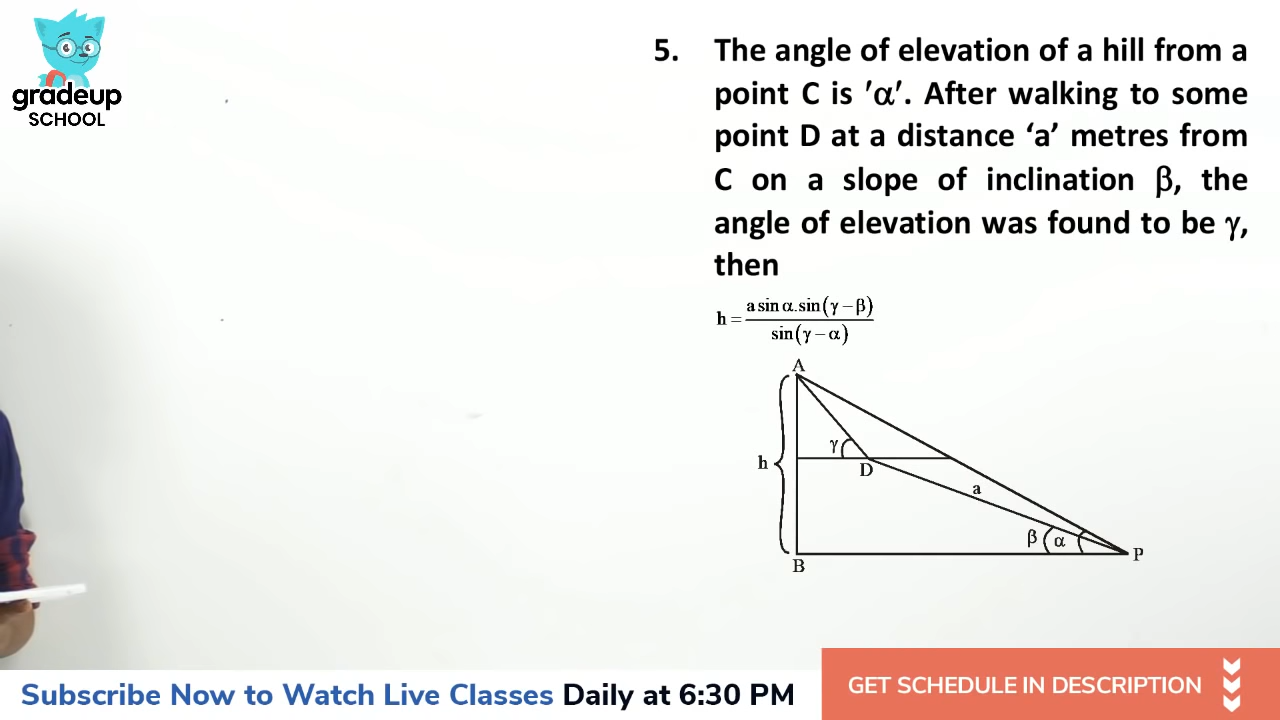 gradeup
SCHOOL
5. The angle of elevation of a hill from a
point C is 'α'. After walking to some
point D at a distance ‘a’ metres from
C on a slope of inclination β, the
angle of elevation was found to be γ,
then
h = a sin α.sin(γ – β)
sin(γ – α)
A
γ
h
D
a
β α
P
B
Subscribe Now to Watch Live Classes Daily at 6:30 PM
GET SCHEDULE IN DESCRIPTION